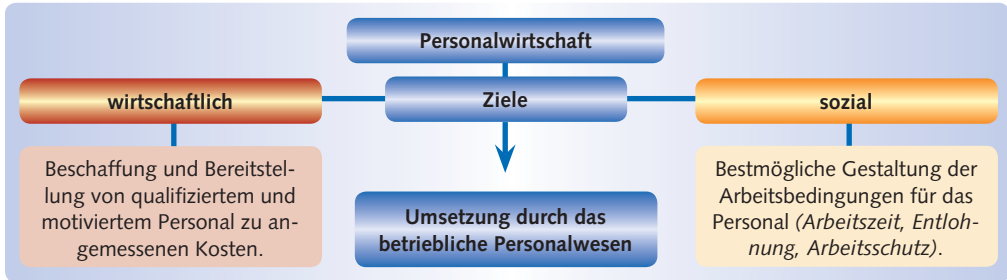 Personalwirtschaft
wirtschaftlich
Ziele
sozial
Beschaffung und Bereitstel-
lung von qualifiziertem und
motiviertem Personal zu an-
gemessenen Kosten.
Umsetzung durch das
betriebliche Personalwesen
Bestmögliche Gestaltung der
Arbeitsbedingungen für das
Personal (Arbeitszeit, Entloh-
nung, Arbeitsschutz).